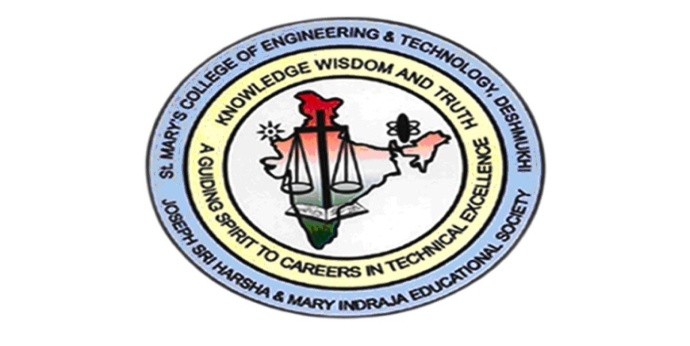 St. MARY'S COLLEGE OF ENGINEERING & TECHNOLOGY, DESHMUKHI
KNOWLEDGE WISDOM AND TRUTH
A GUIDING SPIRIT TO CAREERS IN TECHNICAL EXCELLENCE
JOSEPH SRI HARSHA & MARY INDRAJA EDUCATIONAL SOCIETY